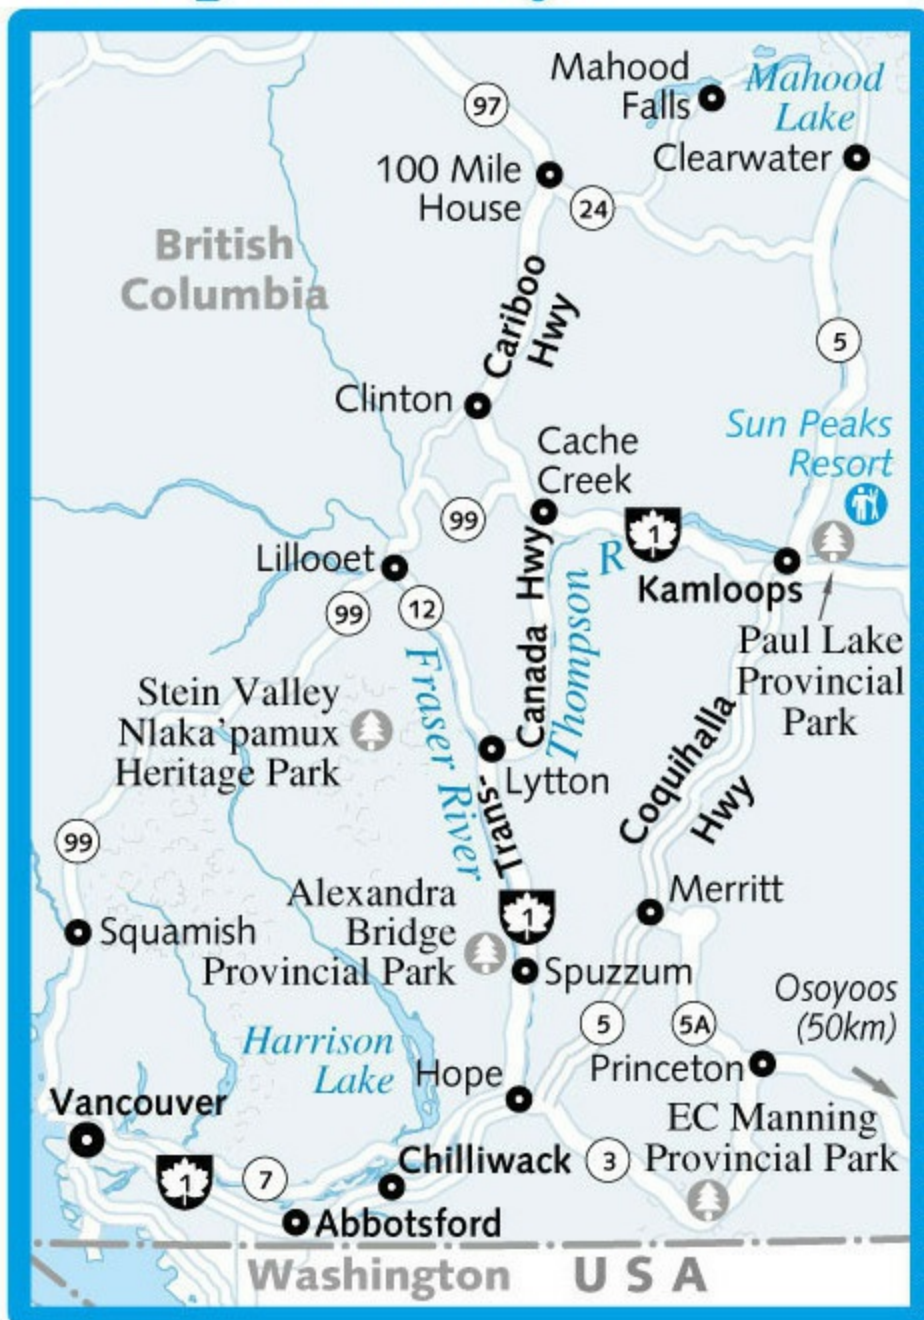 Mahood
Falls
Mahood
Lake
97
100 Mile
House
Clearwater
24
British
Columbia
Cariboo
Hwy
5
Clinton
Sun Peaks
Resort
Cache
Creek
99
1
R
Kamloops
Lillooet
99
12
Canada Hwy
Thompson
Paul Lake
Provincial
Park
Stein Valley
Nlaka'pamux
Heritage Park
Fraser River
Lytton
Trans-
Coquihalla
Hwy
99
Merritt
Alexandra
Bridge
Provincial Park
1
Squamish
Spuzzum
Osoyoos
(50km)
5
5A
Harrison
Lake
Hope
Princeton
Vancouver
EC Manning
Provincial Park
Chilliwack
3
1
7
Abbotsford
Washington
USA